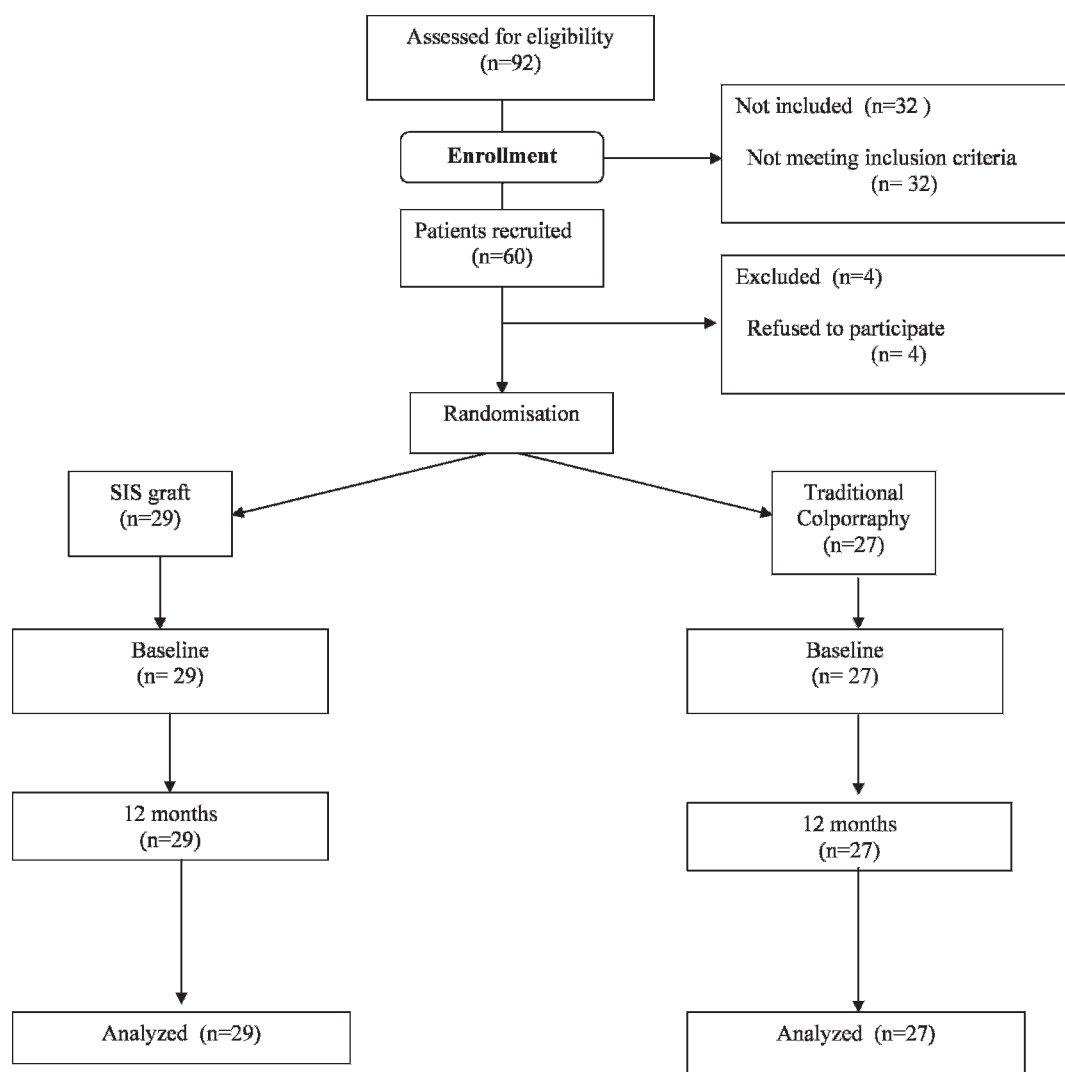 Assessed for eligibility
(n=92)
Not included (n=32 )
Not meeting inclusion criteria
(n= 32)
Enrollment
Patients recruited
(n=60)
Excluded (n=4)
Refused to participate
(n= 4)
Randomisation
SIS graft
(n=29)
Traditional
Colporraphy
(n=27)
Baseline
(n= 29)
Baseline
(n= 27)
12 months
(n=29)
12 months
(n=27)
Analyzed (n=29)
Analyzed (n=27)